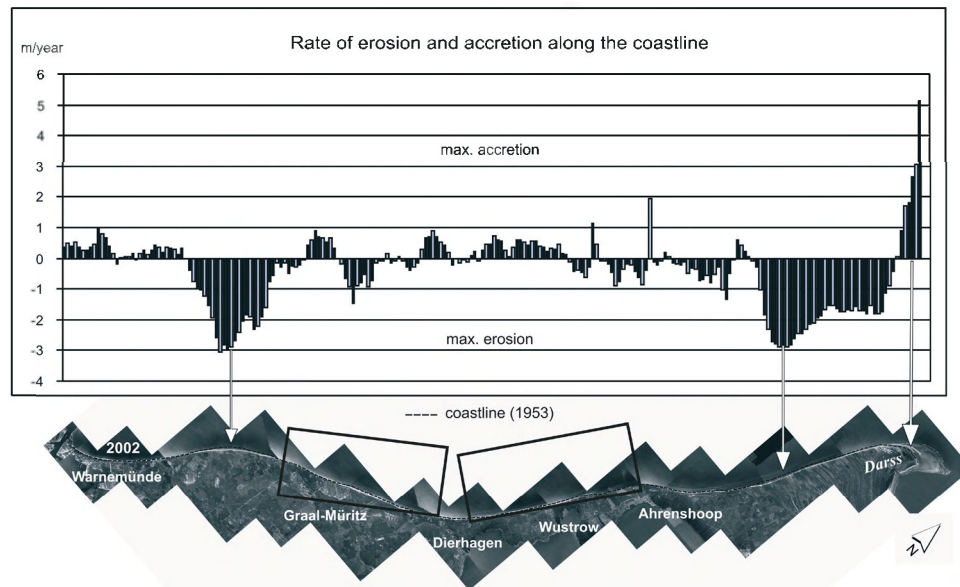 Rate of erosion and accretion along the coastline
m/year
6
5
4
3
2
1
0
-1
-2
-3
-4
max. accretion
max. erosion
---- coastline (1953)
2002
Warnemünde
Graal-Müritz
Dierhagen
Wustrow
Ahrenshoop
Darss
N